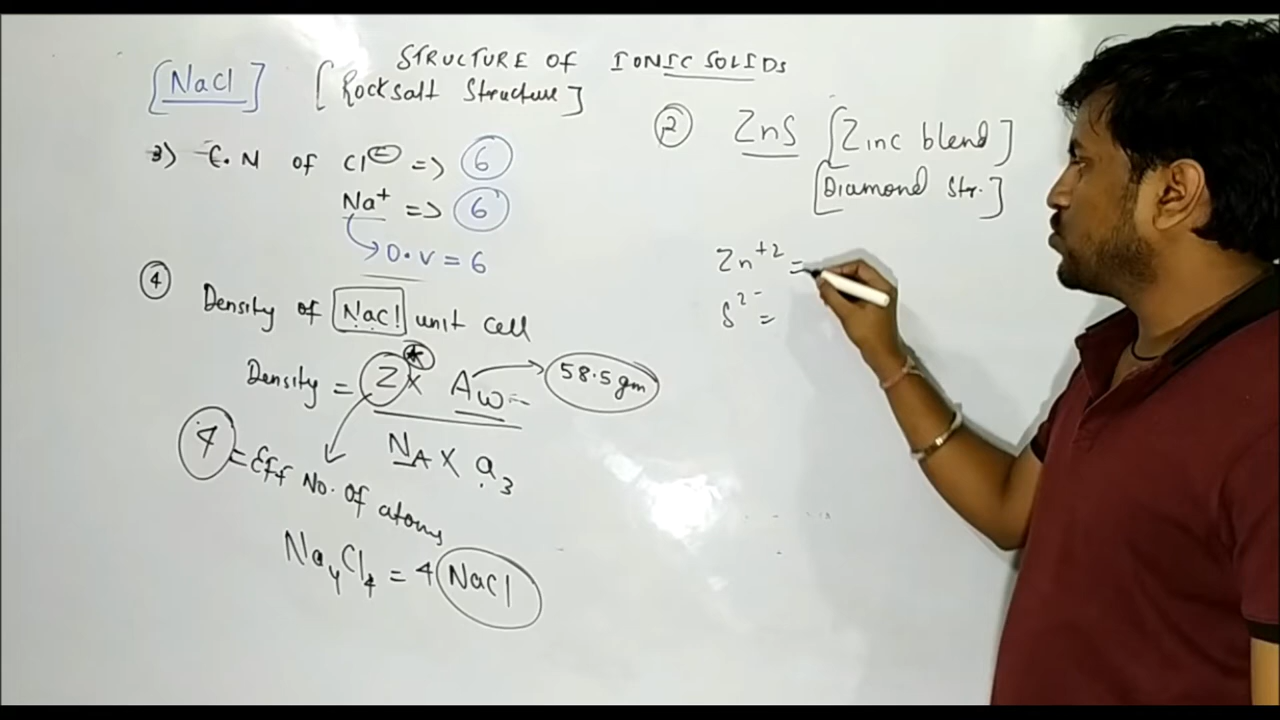 STRUCTURE OF IONIC SOLIDS
[NaCl] [Rocksalt Structure]
3) C.N of Cl⊖ => 6
Na+ => 6
O.V = 6
④ Density of NaCl unit cell
Density = Z* × Aw
58.5 gm
NA × a3
4 = Eff No. Of atoms
Na4Cl4 = 4 NaCl
② ZnS [Zinc blend]
[Diamond Str.]
Zn+2 =
S2- =